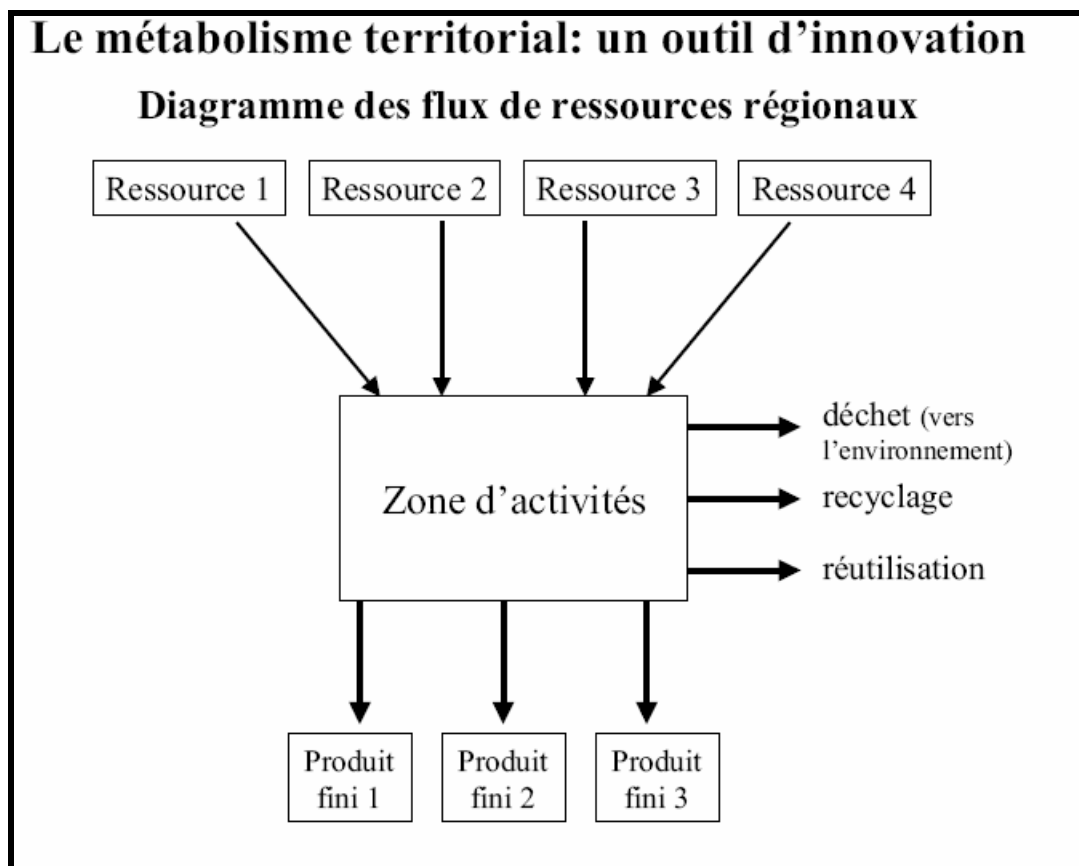 Le métabolisme territorial: un outil d’innovation
Diagramme des flux de ressources régionaux
Ressource 1
Ressource 2
Ressource 3
Ressource 4
Zone d’activités
déchet (vers
l’environnement)
recyclage
réutilisation
Produit
fini 1
Produit
fini 2
Produit
fini 3